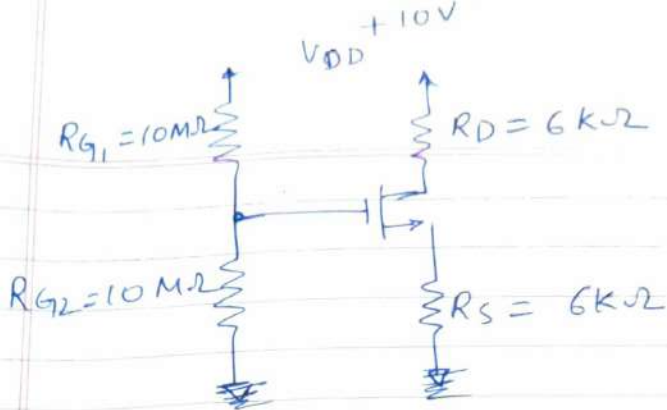 +10V
VDD
RG1 = 10MΩ
RD = 6KΩ
RG2 = 10MΩ
RS = 6KΩ